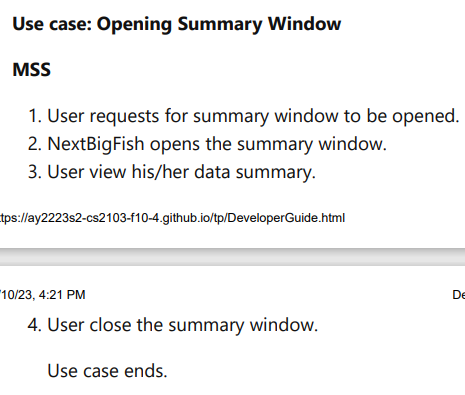 Use case: Opening Summary Window
MSS
1. User requests for summary window to be opened.
2. NextBigFish opens the summary window.
3. User view his/her data summary.
ttps://ay2223s2-cs2103-f10-4.github.io/tp/DeveloperGuide.html
/10/23, 4:21 PM
De
4. User close the summary window.
Use case ends.